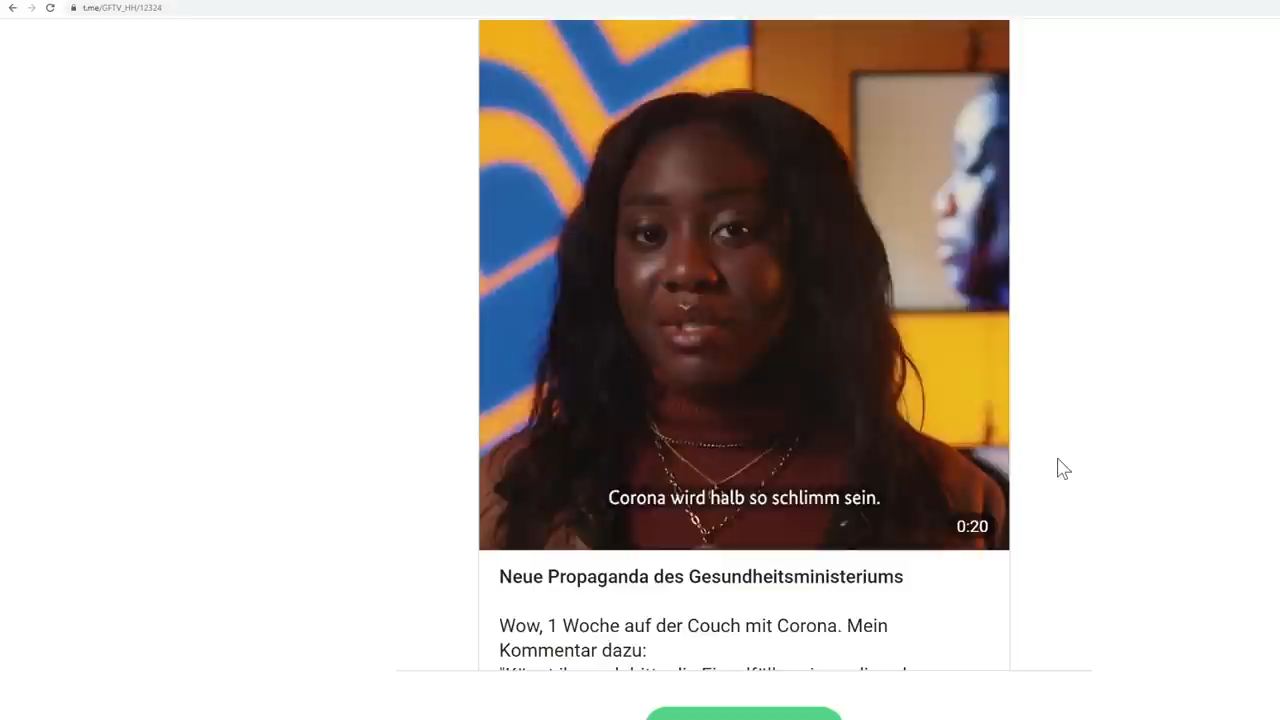 t.me/GFTV_HH/12324
Corona wird halb so schlimm sein.
0:20
Neue Propaganda des Gesundheitsministeriums
Wow, 1 Woche auf der Couch mit Corona. Mein
Kommentar dazu: